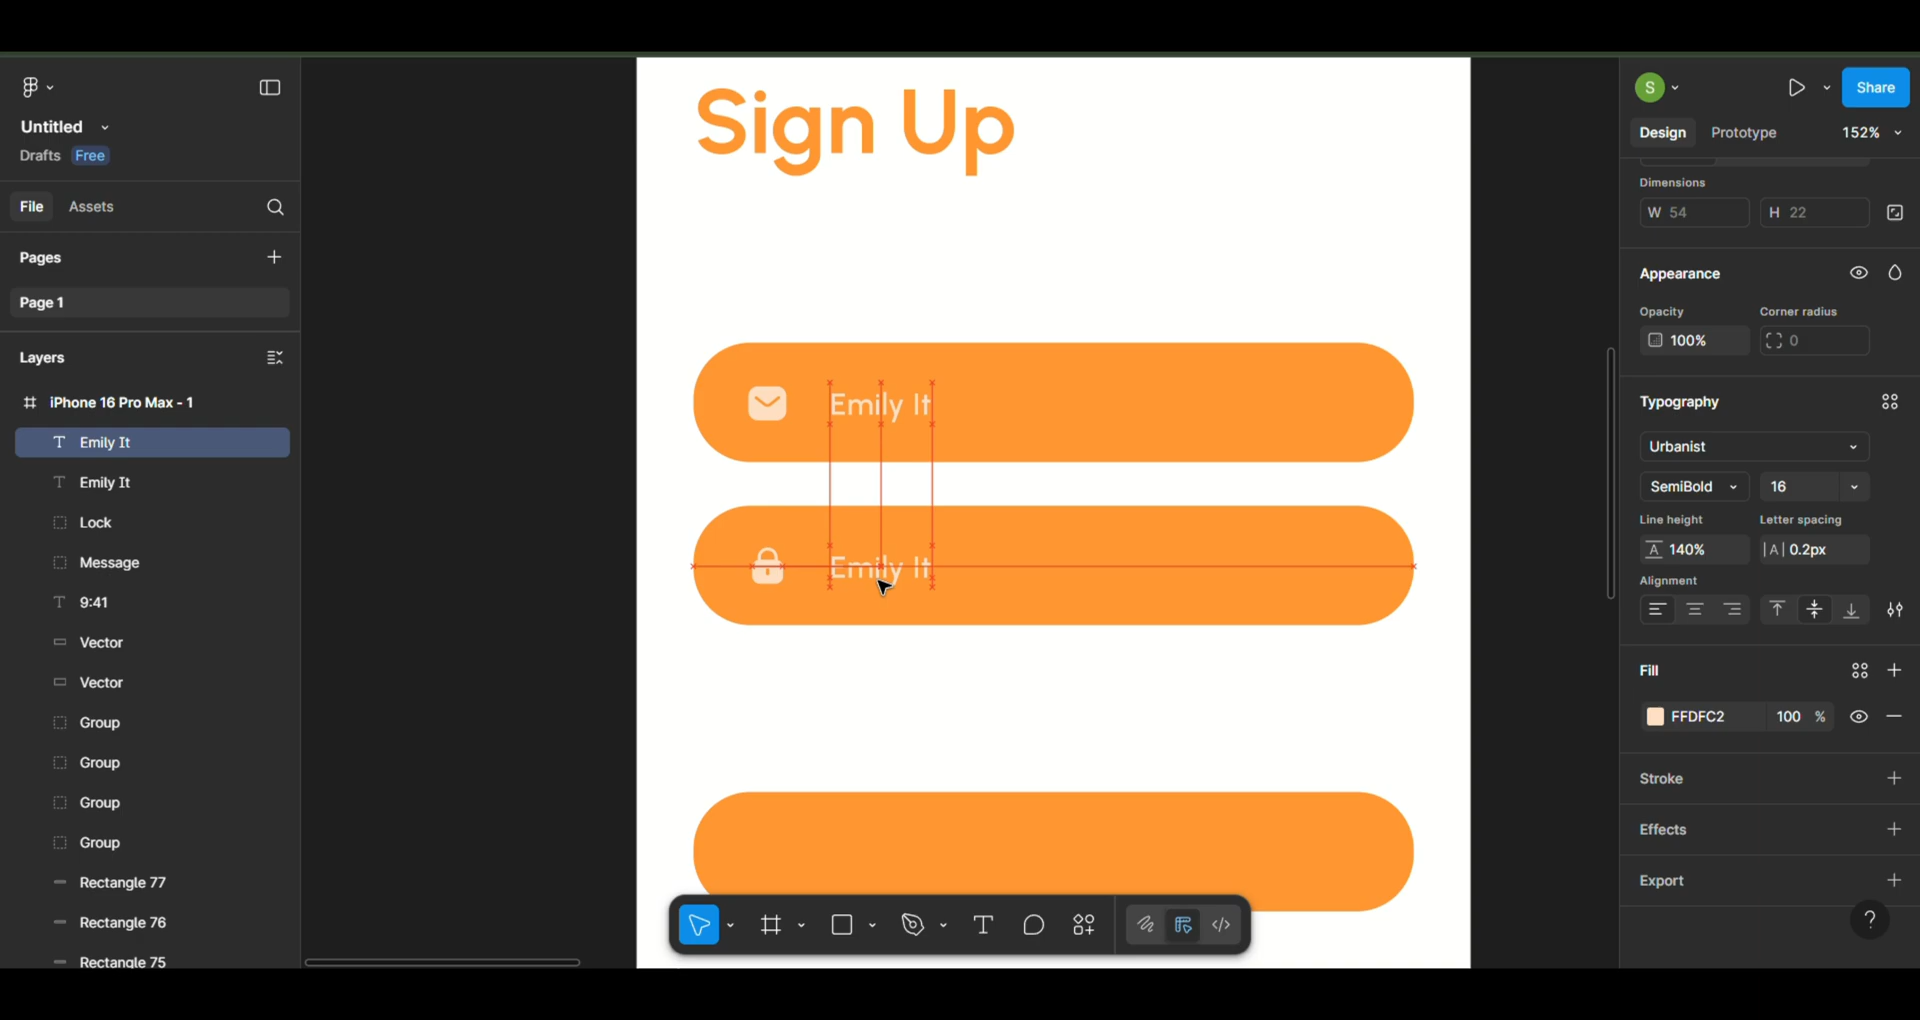 Untitled
Drafts Free
File Assets
Pages
Page 1
Layers
iPhone 16 Pro Max - 1
Emily It
Emily It
Lock
Message
9:41
Vector
Vector
Group
Group
Group
Group
Rectangle 77
Rectangle 76
Rectangle 75
Sign Up
Emily It
Emily It
S
Share
Design Prototype 152%
Dimensions
W 54 H 22
Appearance
Opacity Corner radius
100% 0
Typography
Urbanist
SemiBold 16
Line height Letter spacing
140% |A| 0.2px
Alignment
Fill
FFDFC2 100 %
Stroke
Effects
Export
?